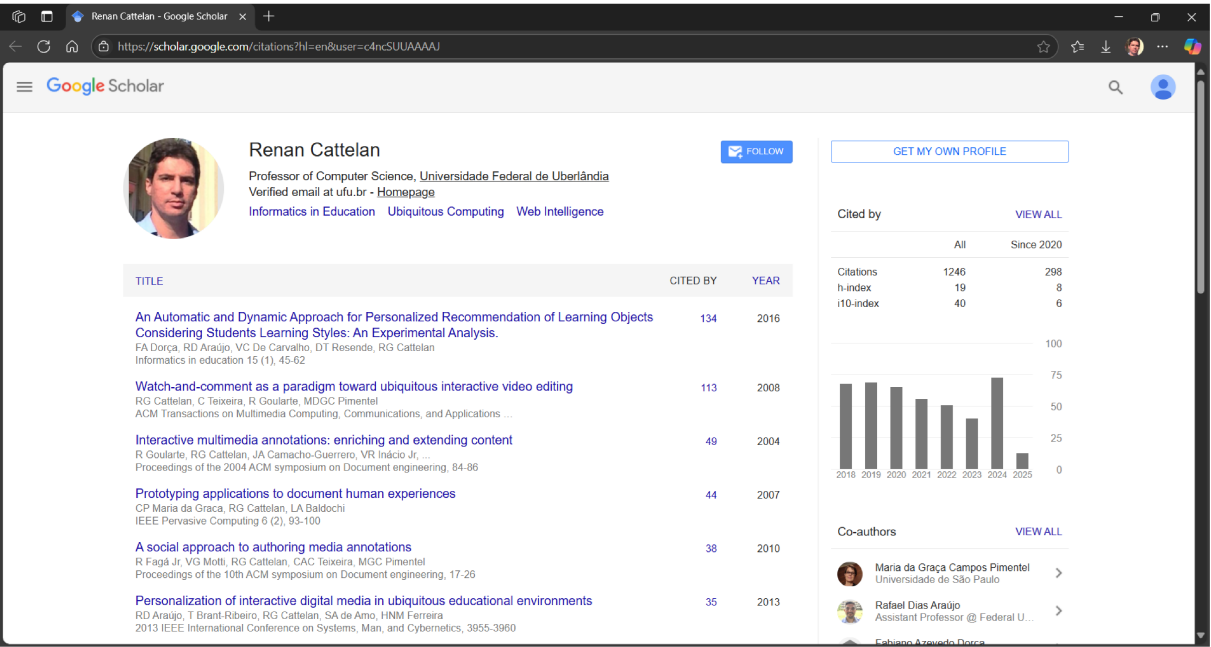 Renan Cattelan - Google Scholar
https://scholar.google.com/citations?hl=en&user=c4ncSUUAAAAJ
Google Scholar
Renan Cattelan
Professor of Computer Science, Universidade Federal de Uberlândia
Verified email at ufu.br - Homepage
Informatics in Education Ubiquitous Computing Web Intelligence
FOLLOW
TITLE CITED BY YEAR
An Automatic and Dynamic Approach for Personalized Recommendation of Learning Objects 134 2016
Considering Students Learning Styles: An Experimental Analysis.
FA Dorça, RD Araújo, VC De Carvalho, DT Resende, RG Cattelan
Informatics in education 15 (1), 45-62
Watch-and-comment as a paradigm toward ubiquitous interactive video editing 113 2008
RG Cattelan, C Teixeira, R Goularte, MDGC Pimentel
ACM Transactions on Multimedia Computing, Communications, and Applications ...
Interactive multimedia annotations: enriching and extending content 49 2004
R Goularte, RG Cattelan, JA Camacho-Guerrero, VR Inácio Jr, ...
Proceedings of the 2004 ACM symposium on Document engineering, 84-86
Prototyping applications to document human experiences 44 2007
CP Maria da Graca, RG Cattelan, LA Baldochi
IEEE Pervasive Computing 6 (2), 93-100
A social approach to authoring media annotations 38 2010
R Fagá Jr, VG Motti, RG Cattelan, CAC Teixeira, MGC Pimentel
Proceedings of the 10th ACM symposium on Document engineering, 17-26
Personalization of interactive digital media in ubiquitous educational environments 35 2013
RD Araújo, T Brant-Ribeiro, RG Cattelan, SA de Amo, HNM Ferreira
2013 IEEE International Conference on Systems, Man, and Cybernetics, 3955-3960
GET MY OWN PROFILE
Cited by VIEW ALL
All Since 2020
Citations 1246 298
h-index 19 8
i10-index 40 6
100
75
50
25
0
2018 2019 2020 2021 2022 2023 2024 2025
Co-authors VIEW ALL
Maria da Graça Campos Pimentel
Universidade de São Paulo
Rafael Dias Araújo
Assistant Professor @ Federal U...
Fabiano Azevedo Dorça